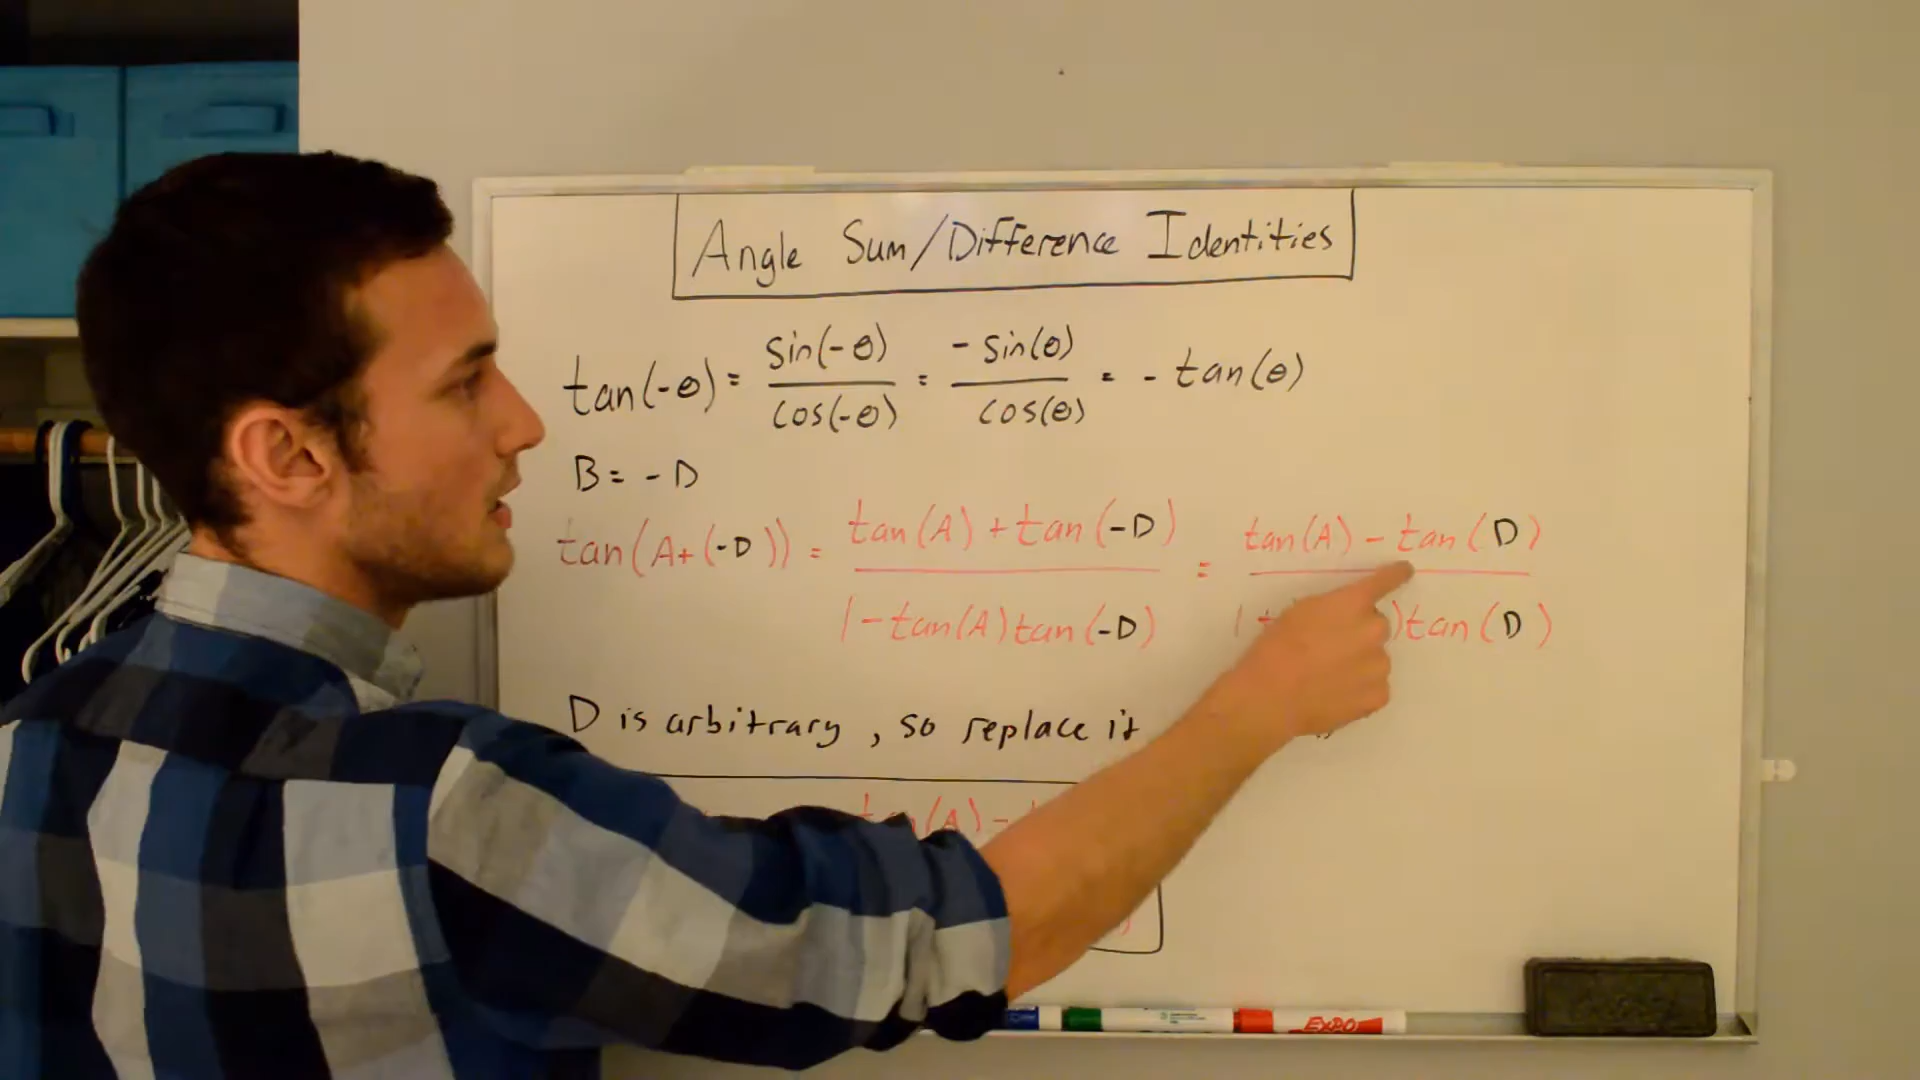 Angle Sum/Difference Identities
tan(-θ) = sin(-θ)/cos(-θ) = -sin(θ)/cos(θ) = -tan(θ)
B = -D
tan(A+(-D)) = tan(A)+tan(-D)/1-tan(A)tan(-D) = tan(A)-tan(D)/1+ )tan(D)
D is arbitrary, so replace it
tan(A)-
EXPO